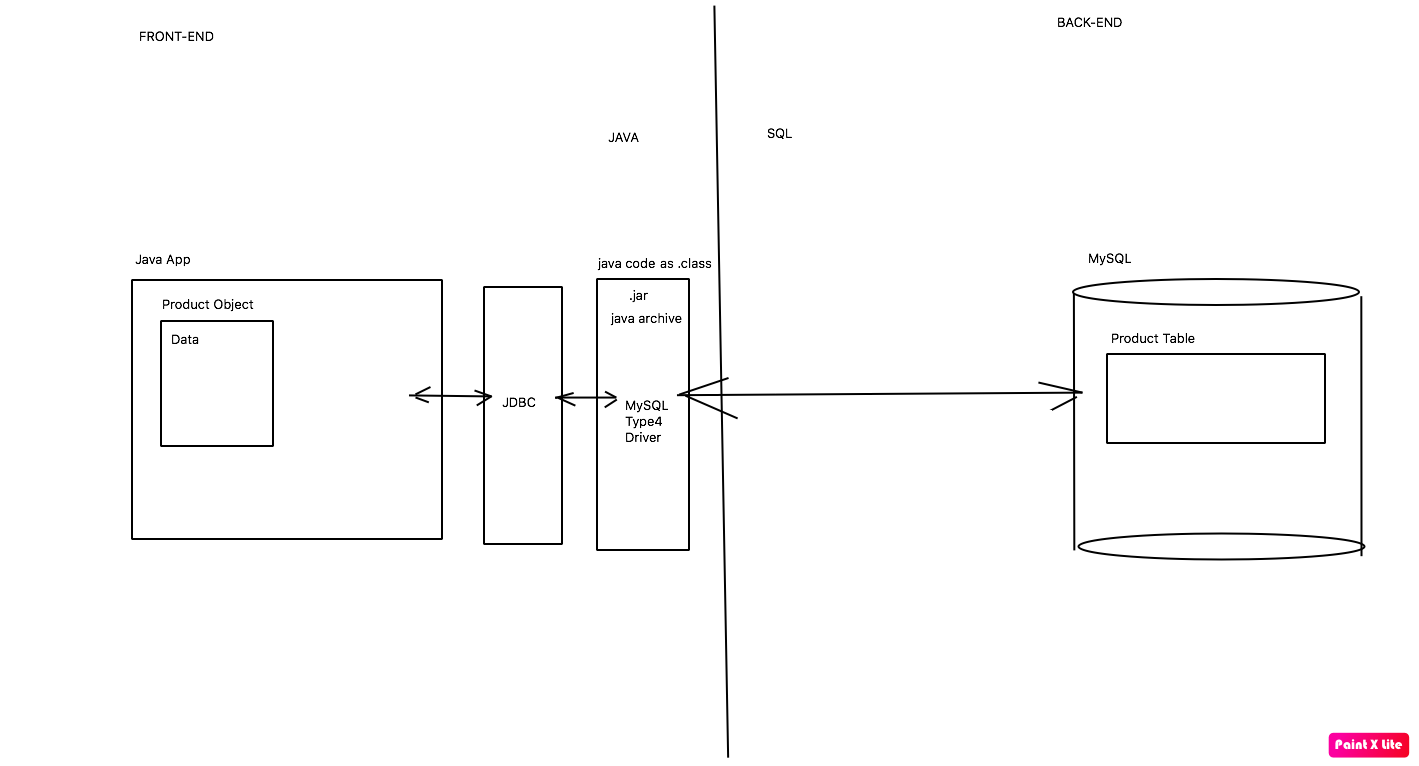 FRONT-END
BACK-END
JAVA
SQL
Java App
java code as .class
MySQL
Product Object
.jar
java archive
Data
Product Table
JDBC
MySQL
Type4
Driver
Paint X Lite